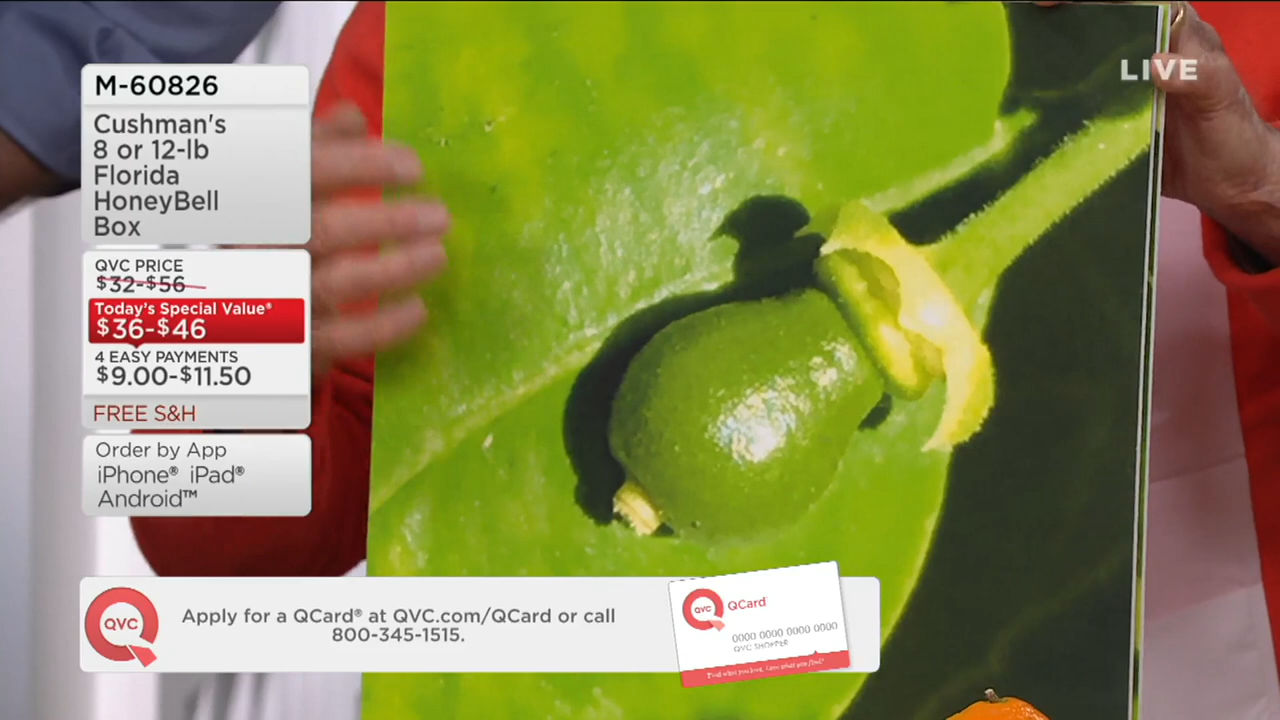 LIVE
M-60826
Cushman's
8 or 12-lb
Florida
HoneyBell
Box
QVC PRICE
$32-$56
Today's Special Value®
$36-$46
4 EASY PAYMENTS
$9.00-$11.50
FREE S&H
Order by App
iPhone® iPad®
Android™
QVC
Apply for a QCard® at QVC.com/QCard or call
800-345-1515.
QVC QCard
0000 0000 0000 0000
QVC SHOPPER